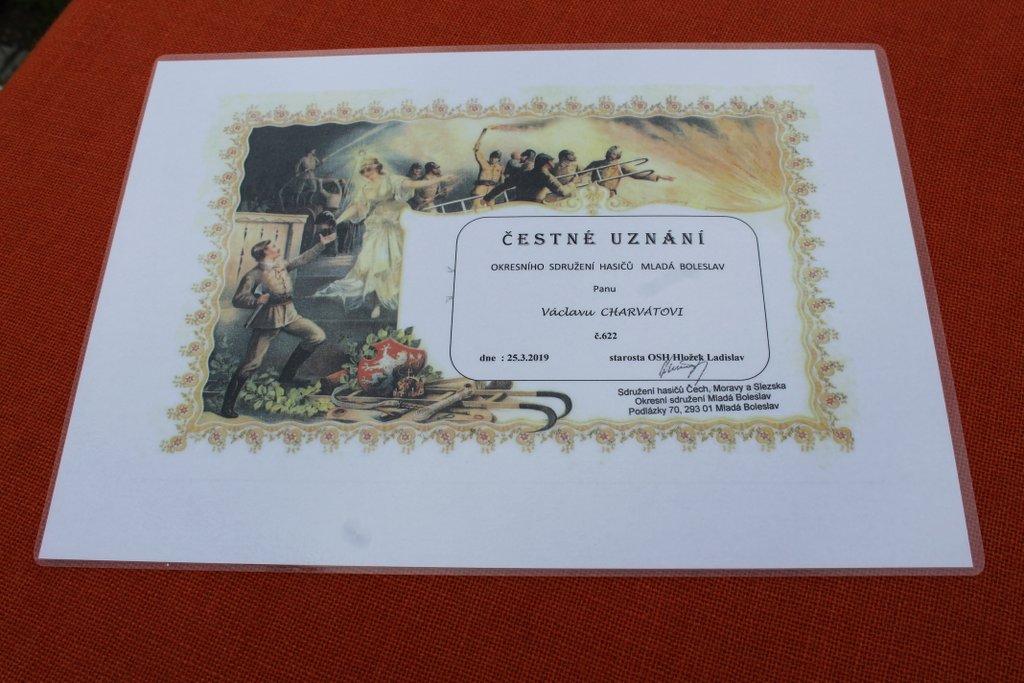 ČESTNÉ UZNÁNÍ
OKRESNÍHO SDRUŽENÍ HASIČŮ MLADÁ BOLESLAV
Panu
Václavu CHARVÁTOVI
č.622
dne : 25.3.2019 starosta OSH Hložek Ladislav
Sdružení hasičů Čech, Moravy a Slezska
Okresní sdružení Mladá Boleslav
Podlázky 70, 293 01 Mladá Boleslav